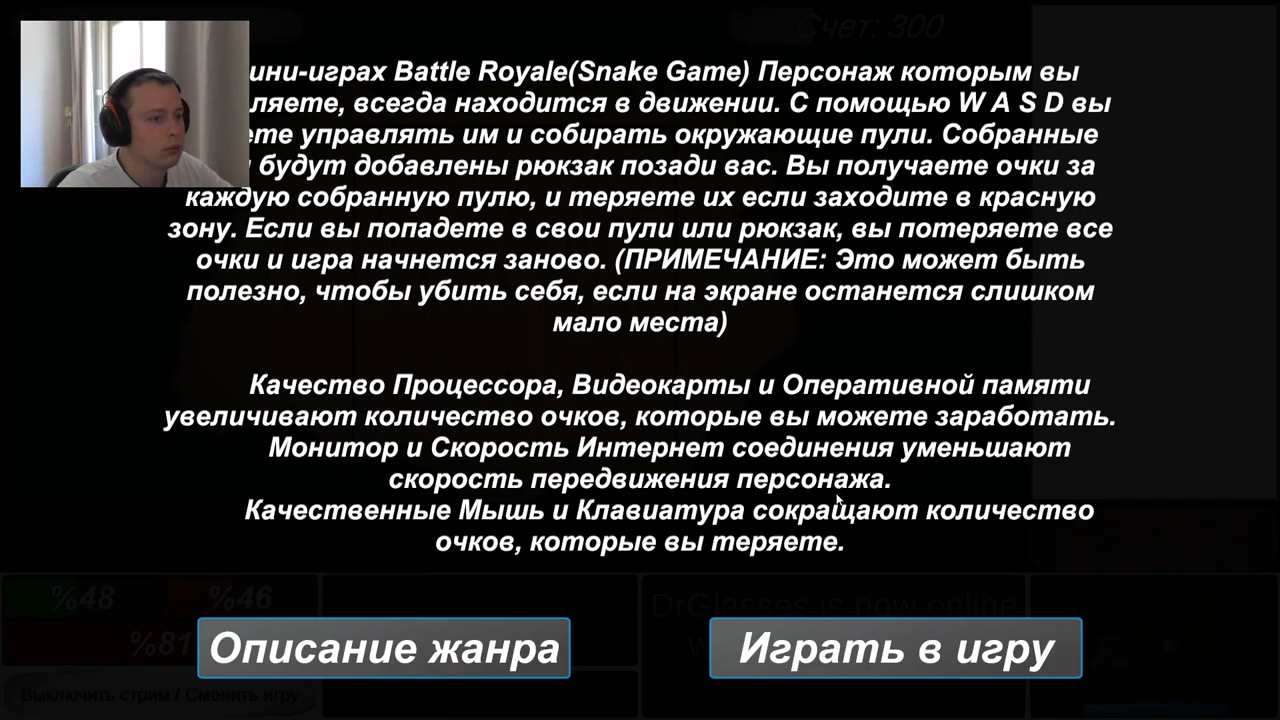 Счет: 300
ини-играх Battle Royale(Snake Game) Персонаж которым вы
ляете, всегда находится в движении. С помощью W A S D вы
ете управлять им и собирать окружающие пули. Собранные
будут добавлены рюкзак позади вас. Вы получаете очки за
каждую собранную пулю, и теряете их если заходите в красную
зону. Если вы попадете в свои пули или рюкзак, вы потеряете все
очки и игра начнется заново. (ПРИМЕЧАНИЕ: Это может быть
полезно, чтобы убить себя, если на экране останется слишком
мало места)
Качество Процессора, Видеокарты и Оперативной памяти
увеличивают количество очков, которые вы можете заработать.
Монитор и Скорость Интернет соединения уменьшают
скорость передвижения персонажа.
Качественные Мышь и Клавиатура сокращают количество
очков, которые вы теряете.
%48 %46
%81
DrGlasses is now online
Описание жанра Играть в игру
Выключить стрим / Сменить игру